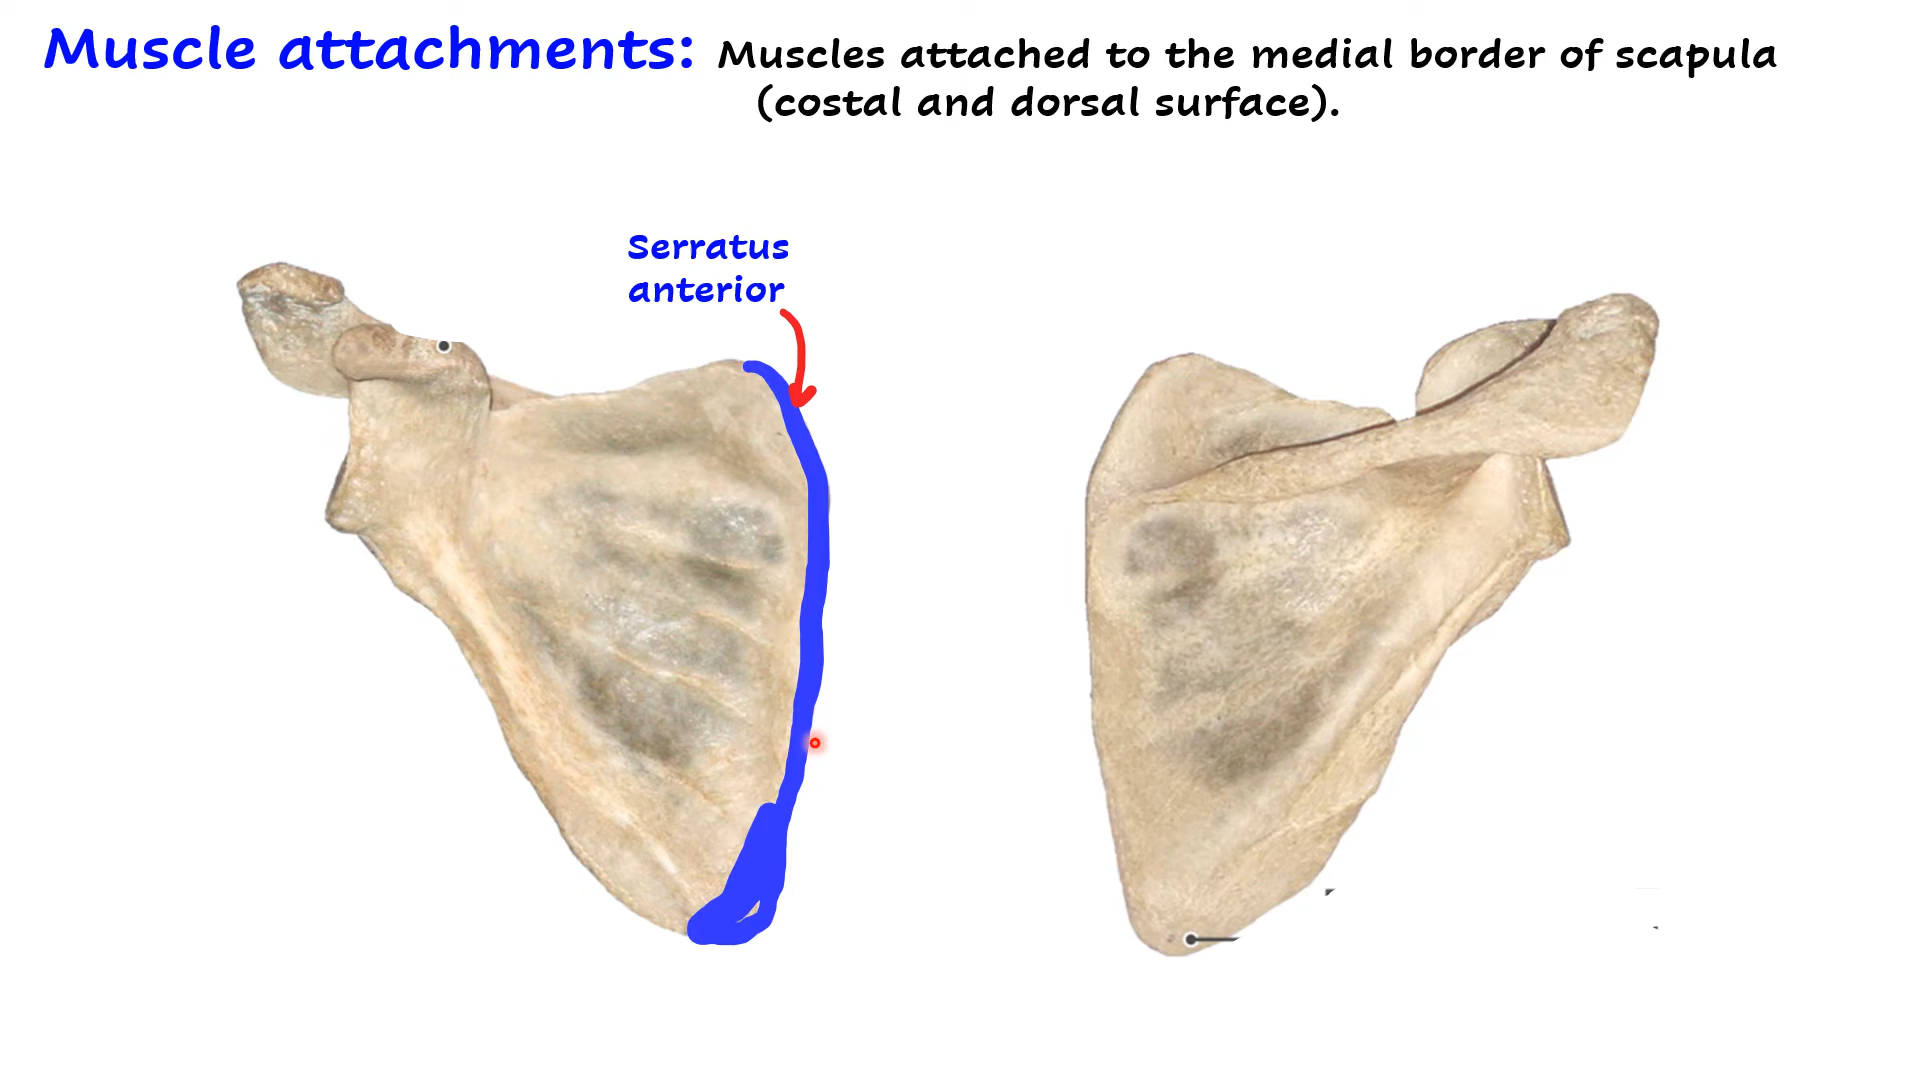 Muscle attachments: Muscles attached to the medial border of scapula
(costal and dorsal surface).
Serratus
anterior